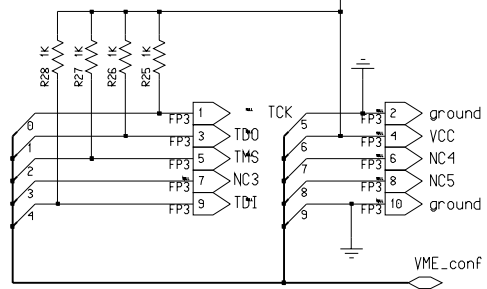 R28 1K
R27 1K
R26 1K
R25 1K
0 FP3 1 TCK
1 FP3 3 TDO
2 FP3 5 TMS
3 FP3 7 NC3
4 FP3 9 TDI
5 FP3 2 ground
6 FP3 4 VCC
7 FP3 6 NC4
8 FP3 8 NC5
9 FP3 10 ground
VME_conf